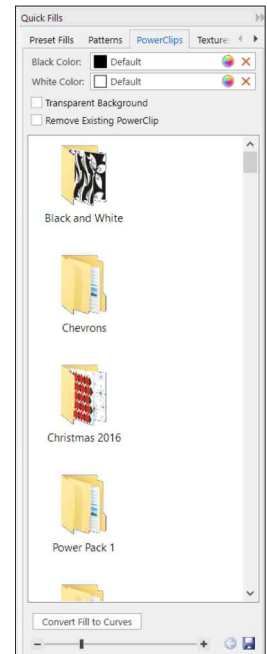 Quick Fills
Preset Fills Patterns PowerClips Texture
Black Color: Default
White Color: Default
Transparent Background
Remove Existing PowerClip
Black and White
Chevrons
Christmas 2016
Power Pack 1
Convert Fill to Curves